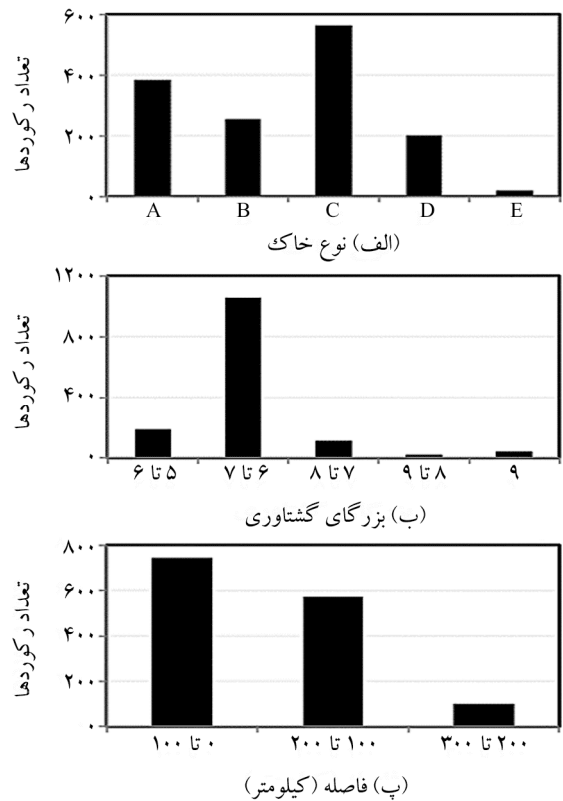 تعداد رکوردها
۶۰۰
۴۰۰
۲۰۰
۰
A B C D E
(الف) نوع خاک
تعداد رکوردها
۱۲۰۰
۸۰۰
۴۰۰
۰
۵ تا ۶ ۶ تا ۷ ۷ تا ۸ ۸ تا ۹ ۹
(ب) بزرگای گشتاوری
تعداد رکوردها
۸۰۰
۶۰۰
۴۰۰
۲۰۰
۰
۰ تا ۱۰۰ ۱۰۰ تا ۲۰۰ ۲۰۰ تا ۳۰۰
(پ) فاصله (کیلومتر)